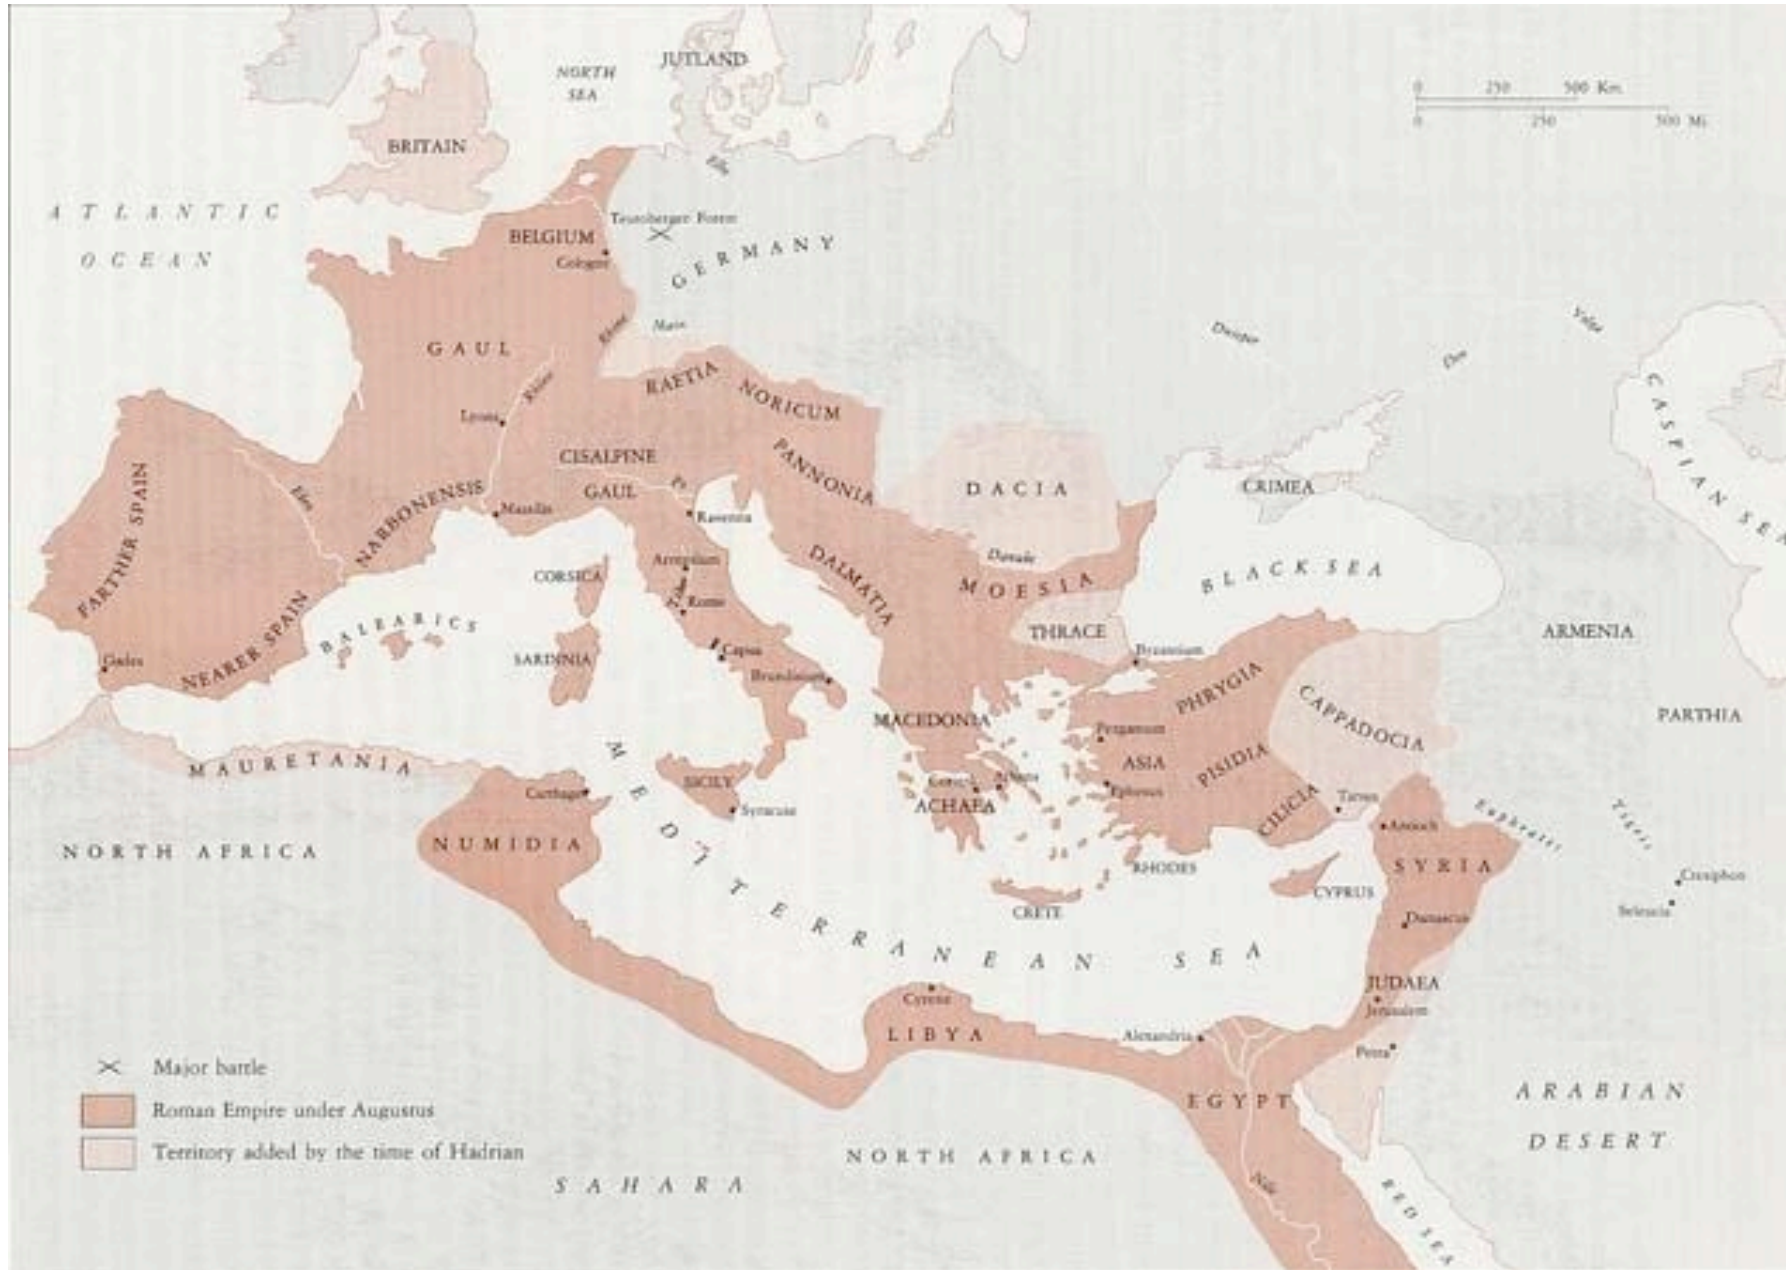 JUTLAND
NORTH
SEA
0 250 500 Km.
0 250 500 Mi.
BRITAIN
Elbe
ATLANTIC
OCEAN
Teutoberger Forest
BELGIUM
Cologne
GERMANY
Rhine
Main
Dnieper
Don
Volga
GAUL
RAETIA
NORICUM
Rhône
Lyons
CASPIAN SEA
CISALPINE
GAUL
Po
PANNONIA
DACIA
CRIMEA
FARTHER SPAIN
Ebro
NARBONENSIS
Massilia
Ravenna
Danube
MOESIA
BLACK SEA
DALMATIA
CORSICA
Tiber
Rome
THRACE
ARMENIA
NEARER SPAIN
BALEARICS
Gades
SARDINIA
Capua
Brundisium
Byzantium
PHRYGIA
CAPPADOCIA
PARTHIA
MACEDONIA
Pergamum
ASIA
PISIDIA
MAURETANIA
MEDITERRANEAN SEA
SICILY
Carthage
Syracuse
Athens
ACHAEA
Ephesus
CILICIA
Tarsus
Antioch
Euphrates
Tigris
NUMIDIA
NORTH AFRICA
RHODES
CYPRUS
SYRIA
Ctesiphon
Seleucia
CRETE
Damascus
JUDAEA
Jerusalem
Cyrene
LIBYA
Alexandria
Petra
EGYPT
ARABIAN
DESERT
Major battle
Roman Empire under Augustus
Territory added by the time of Hadrian
NORTH AFRICA
SAHARA
Nile
RED SEA